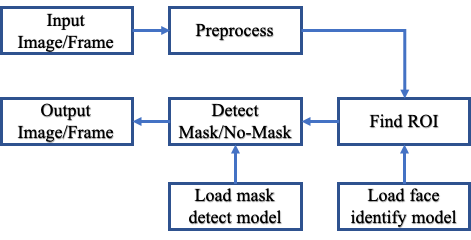 Input
Image/Frame
Preprocess
Output
Image/Frame
Detect
Mask/No-Mask
Find ROI
Load mask
detect model
Load face
identify model